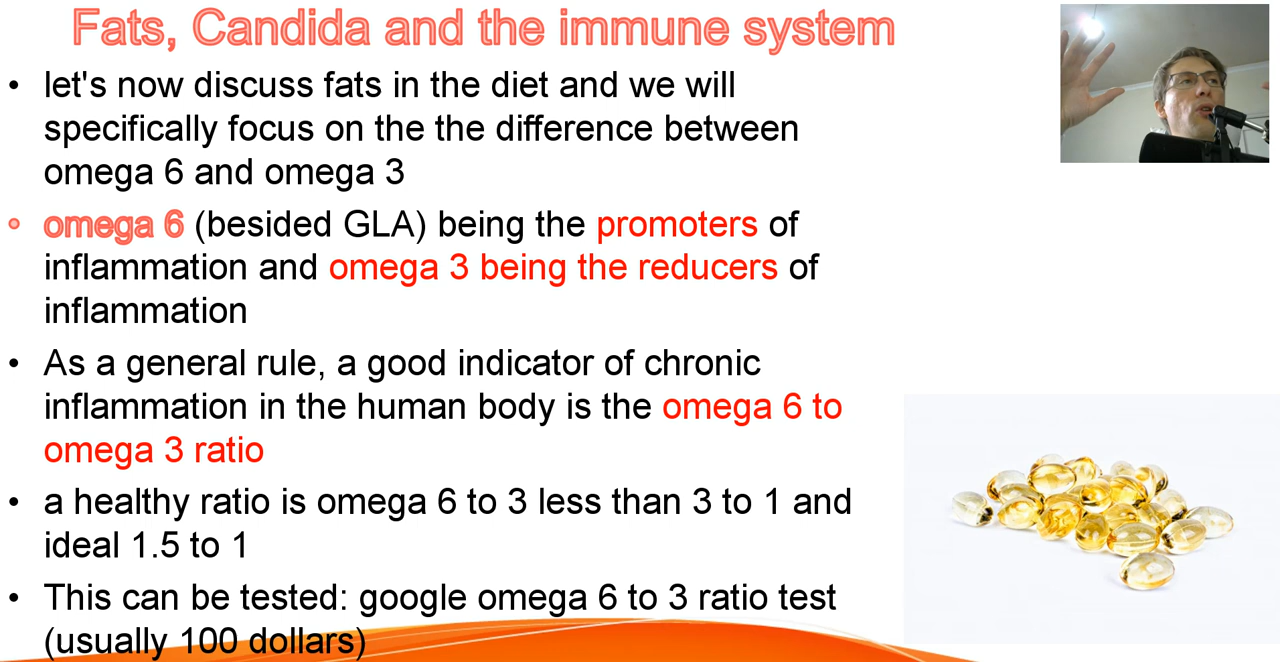 Fats, Candida and the immune system
• let's now discuss fats in the diet and we will
specifically focus on the the difference between
omega 6 and omega 3
• omega 6 (besided GLA) being the promoters of
inflammation and omega 3 being the reducers of
inflammation
• As a general rule, a good indicator of chronic
inflammation in the human body is the omega 6 to
omega 3 ratio
• a healthy ratio is omega 6 to 3 less than 3 to 1 and
ideal 1.5 to 1
• This can be tested: google omega 6 to 3 ratio test
(usually 100 dollars)